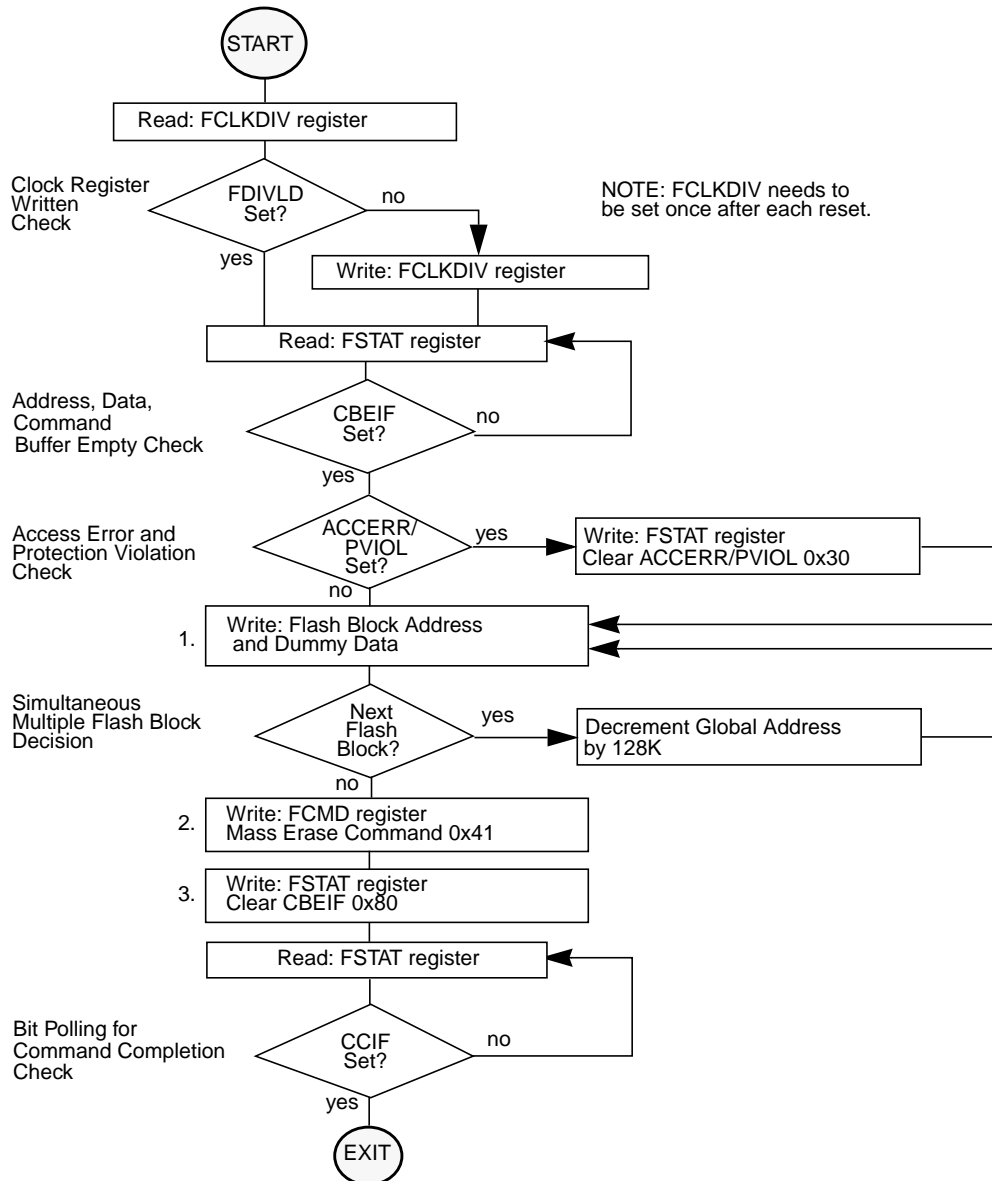 START
Read: FCLKDIV register
Clock Register
Written
Check
FDIVLD
Set?
no
NOTE: FCLKDIV needs to
be set once after each reset.
yes
Write: FCLKDIV register
Read: FSTAT register
Address, Data,
Command
Buffer Empty Check
CBEIF
Set?
no
yes
Access Error and
Protection Violation
Check
ACCERR/
PVIOL
Set?
yes
Write: FSTAT register
Clear ACCERR/PVIOL 0x30
no
1.
Write: Flash Block Address
and Dummy Data
Simultaneous
Multiple Flash Block
Decision
Next
Flash
Block?
yes
Decrement Global Address
by 128K
no
2.
Write: FCMD register
Mass Erase Command 0x41
3.
Write: FSTAT register
Clear CBEIF 0x80
Read: FSTAT register
Bit Polling for
Command Completion
Check
CCIF
Set?
no
yes
EXIT